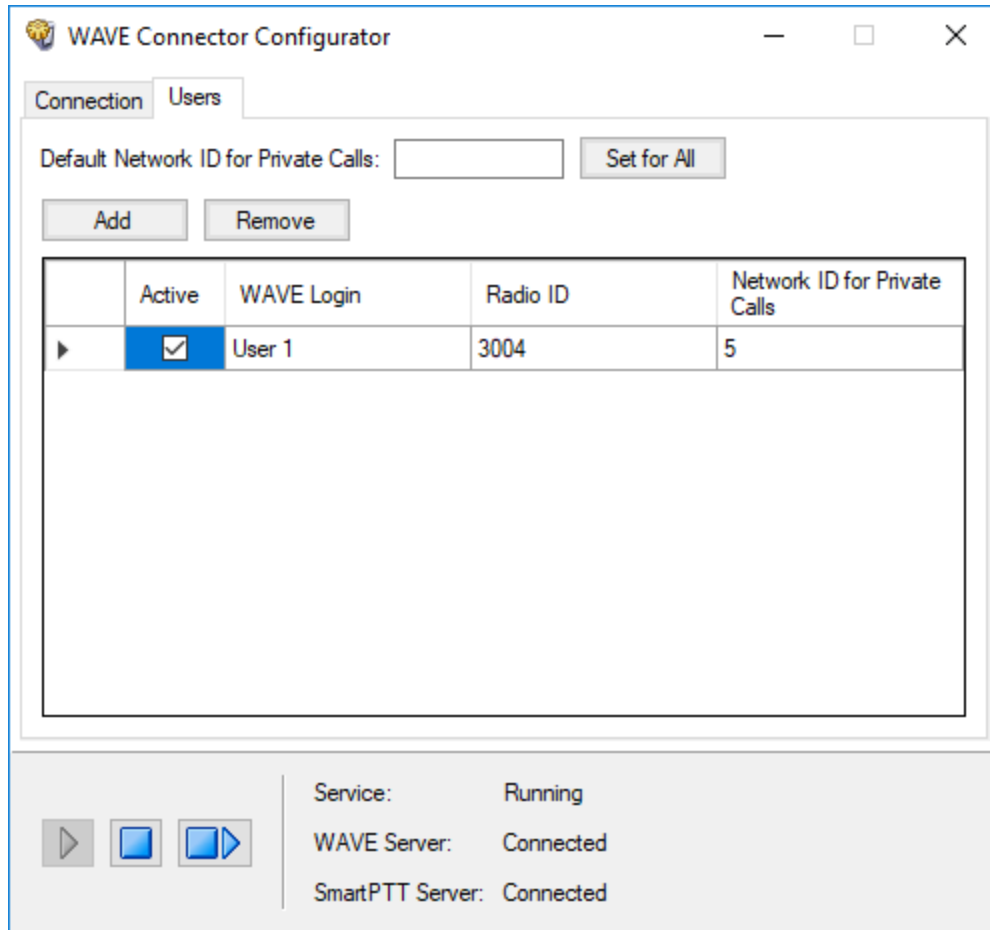 WAVE Connector Configurator
Connection Users
Default Network ID for Private Calls: Set for All
Add Remove
Active WAVE Login Radio ID Network ID for Private
Calls
User 1 3004 5
Service: Running
WAVE Server: Connected
SmartPTT Server: Connected